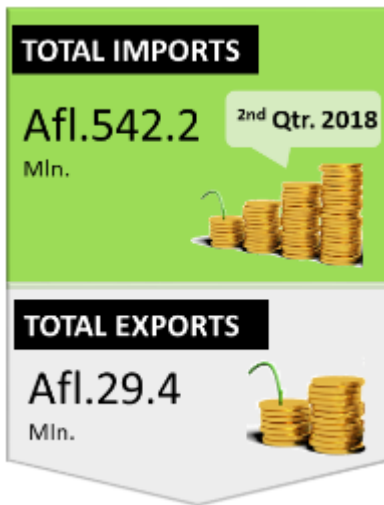 TOTAL IMPORTS
Afl.542.2
2nd Qtr. 2018
Mln.
TOTAL EXPORTS
Afl.29.4
Mln.